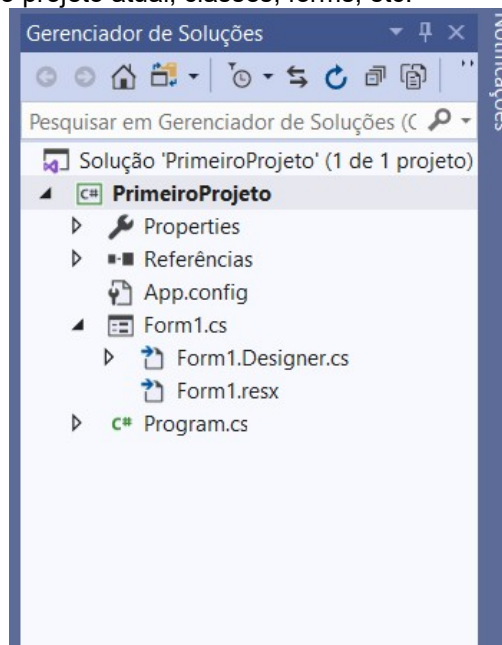 projeto atual, classes, forms, etc.
Gerenciador de Soluções
Notificações
Pesquisar em Gerenciador de Soluções (C
Solução 'PrimeiroProjeto' (1 de 1 projeto)
C# PrimeiroProjeto
Properties
Referências
App.config
Form1.cs
Form1.Designer.cs
Form1.resx
C# Program.cs